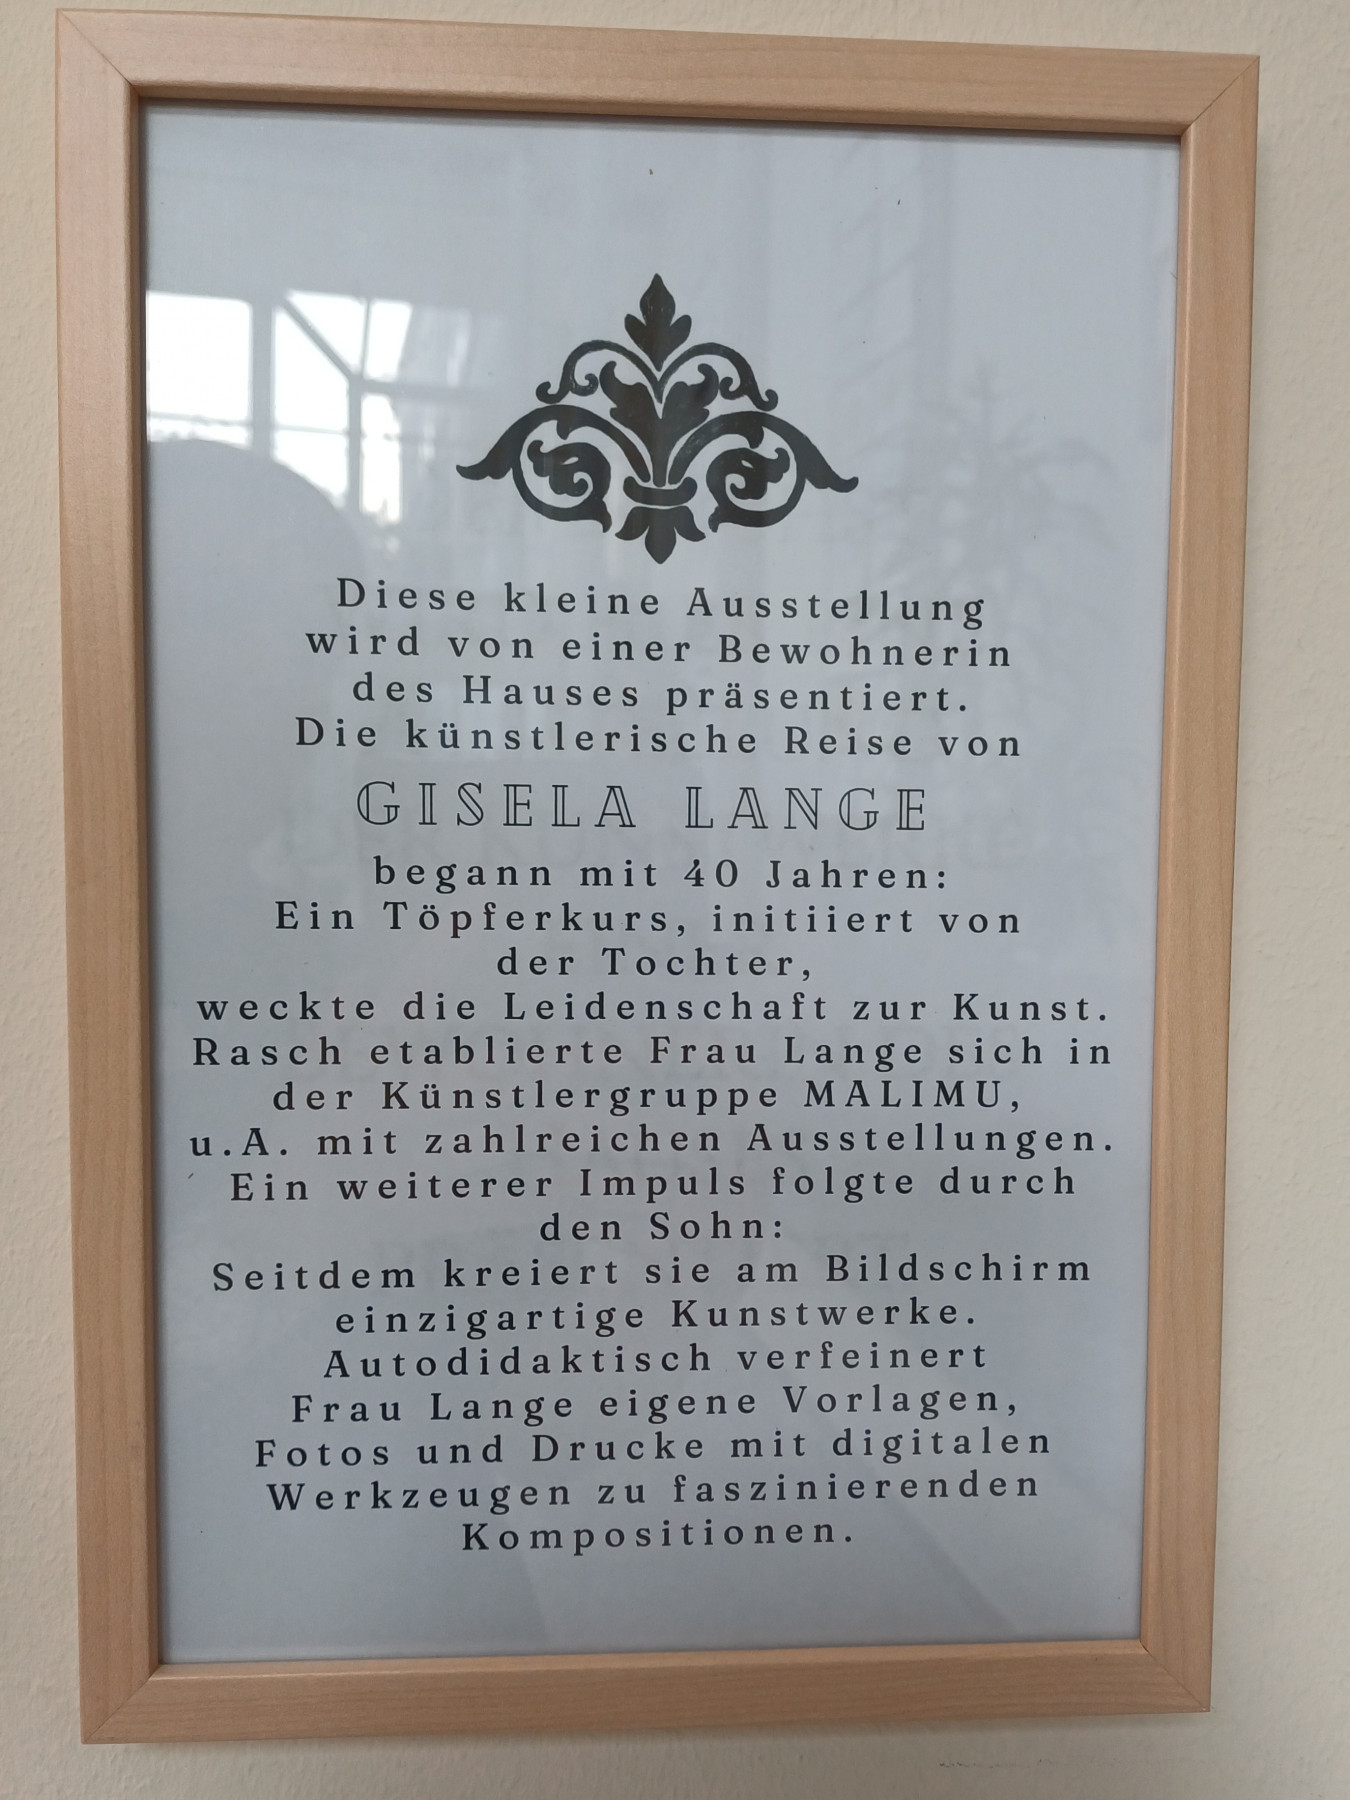 Diese kleine Ausstellung
wird von einer Bewohnerin
des Hauses präsentiert.
Die künstlerische Reise von
GISELA LANGE
begann mit 40 Jahren:
Ein Töpferkurs, initiiert von
der Tochter,
weckte die Leidenschaft zur Kunst.
Rasch etablierte Frau Lange sich in
der Künstlergruppe MALIMU,
u.A. mit zahlreichen Ausstellungen.
Ein weiterer Impuls folgte durch
den Sohn:
Seitdem kreiert sie am Bildschirm
einzigartige Kunstwerke.
Autodidaktisch verfeinert
Frau Lange eigene Vorlagen,
Fotos und Drucke mit digitalen
Werkzeugen zu faszinierenden
Kompositionen.